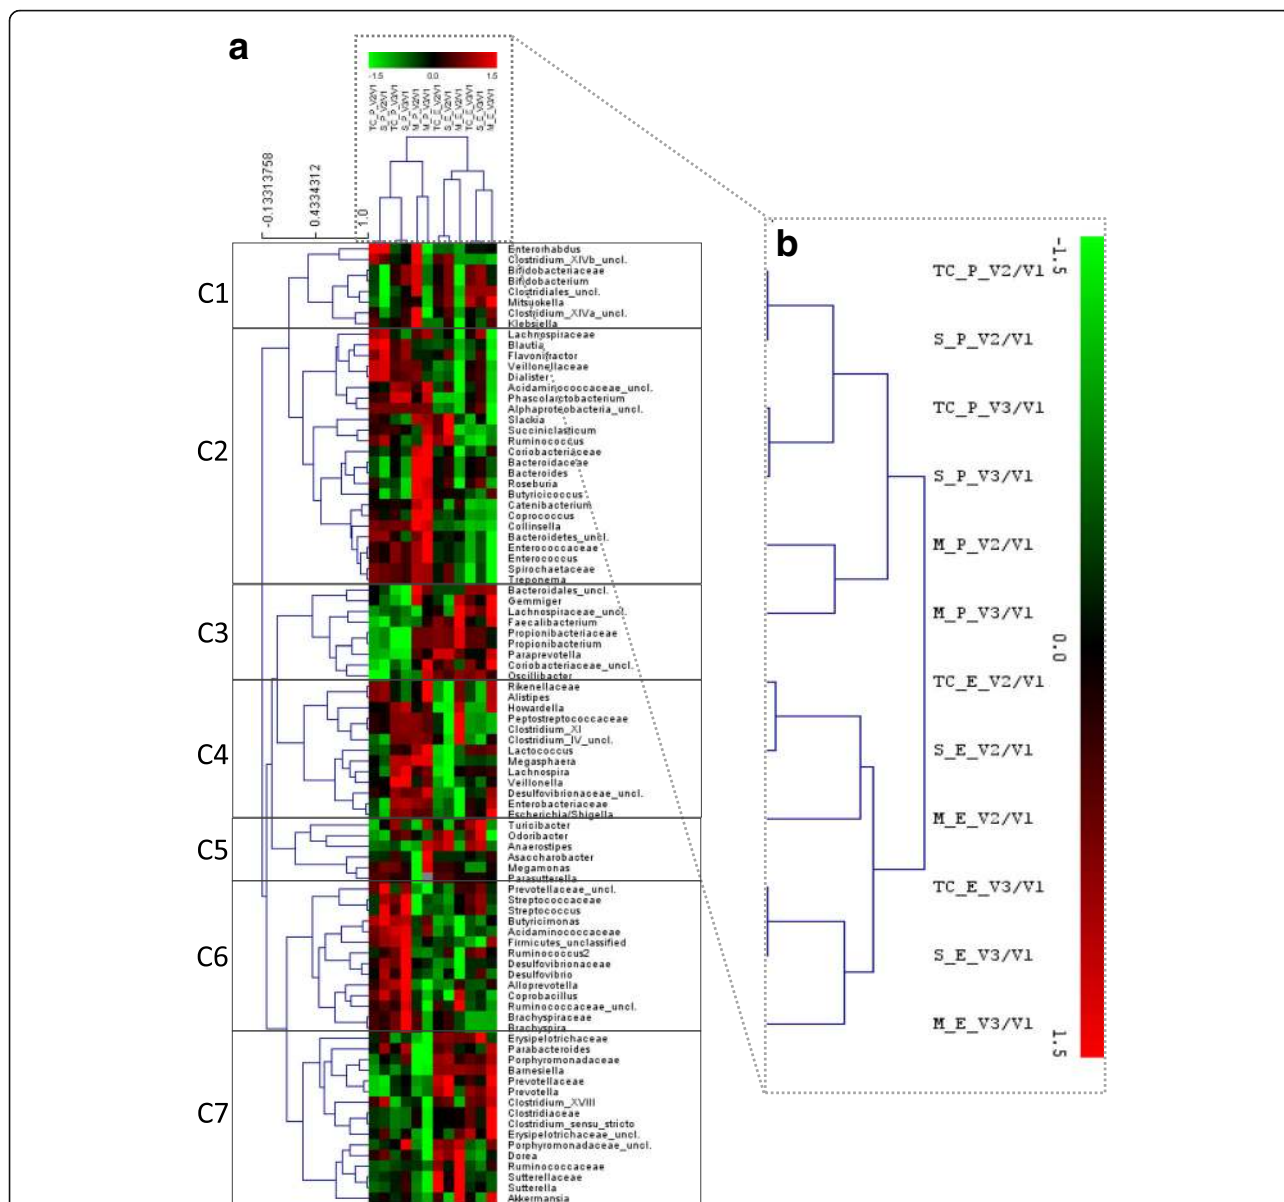 a
-1.5 0.0 1.5
TC_P_V2/V1
S_P_V2/V1
TC_P_V3/V1
S_P_V3/V1
M_P_V2/V1
M_P_V3/V1
TC_E_V2/V1
S_E_V2/V1
M_E_V2/V1
TC_E_V3/V1
S_E_V3/V1
M_E_V3/V1
-0.13313758
0.4334312
1.0
C1
Enterorhabdus
Clostridium_XIVb_uncl.
Bifidobacteriaceae
Bifidobacterium
Clostridiales_uncl.
Mitsuokella
Clostridium_XIVa_uncl.
Klebsiella
C2
Lachnospiraceae
Blautia
Flavonifractor
Veillonellaceae
Dialister
Acidaminococcaceae_uncl.
Phascolarctobacterium
Alphaproteobacteria_uncl.
Slackia
Succiniclasticum
Ruminococcus
Coriobacteriaceae
Bacteroidaceae
Bacteroides
Roseburia
Butyricicoccus
Catenibacterium
Coprococcus
Collinsella
Bacteroidetes_uncl.
Enterococcaceae
Enterococcus
Spirochaetaceae
Treponema
C3
Bacteroidales_uncl.
Gemmiger
Lachnospiraceae_uncl.
Faecalibacterium
Propionibacteriaceae
Propionibacterium
Paraprevotella
Coriobacteriaceae_uncl.
Oscillibacter
C4
Rikenellaceae
Alistipes
Howardella
Peptostreptococcaceae
Clostridium_XI
Clostridium_IV_uncl.
Lactococcus
Megasphaera
Lachnospira
Veillonella
Desulfovibrionaceae_uncl.
Enterobacteriaceae
Escherichia/Shigella
C5
Turicibacter
Odoribacter
Anaerostipes
Asaccharobacter
Megamonas
Parasutterella
C6
Prevotellaceae_uncl.
Streptococcaceae
Streptococcus
Butyricimonas
Acidaminococcaceae
Firmicutes_unclassified
Ruminococcus2
Desulfovibrionaceae
Desulfovibrio
Alloprevotella
Coprobacillus
Ruminococcaceae_uncl.
Brachyspiraceae
Brachyspira
C7
Erysipelotrichaceae
Parabacteroides
Porphyromonadaceae
Barnesiella
Prevotellaceae
Prevotella
Clostridium_XVIII
Clostridiaceae
Clostridium_sensu_stricto
Erysipelotrichaceae_uncl.
Porphyromonadaceae_uncl.
Dorea
Ruminococcaceae
Sutterellaceae
Sutterella
Akkermansia
b
-1.5
0.0
1.5
TC_P_V2/V1
S_P_V2/V1
TC_P_V3/V1
S_P_V3/V1
M_P_V2/V1
M_P_V3/V1
TC_E_V2/V1
S_E_V2/V1
M_E_V2/V1
TC_E_V3/V1
S_E_V3/V1
M_E_V3/V1